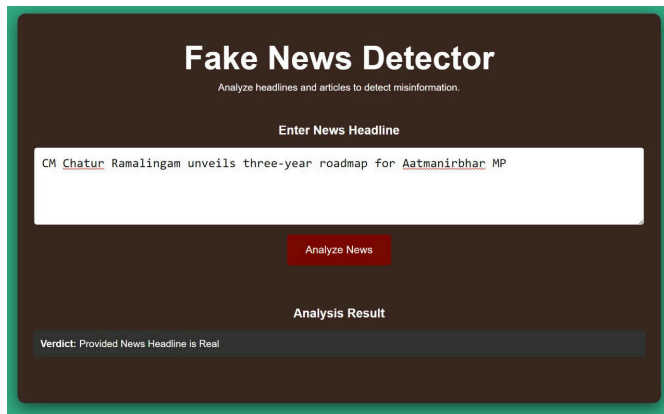 Fake News Detector
Analyze headlines and articles to detect misinformation.
Enter News Headline
CM Chatur Ramalingam unveils three-year roadmap for Aatmanirbhar MP
Analyze News
Analysis Result
Verdict: Provided News Headline is Real